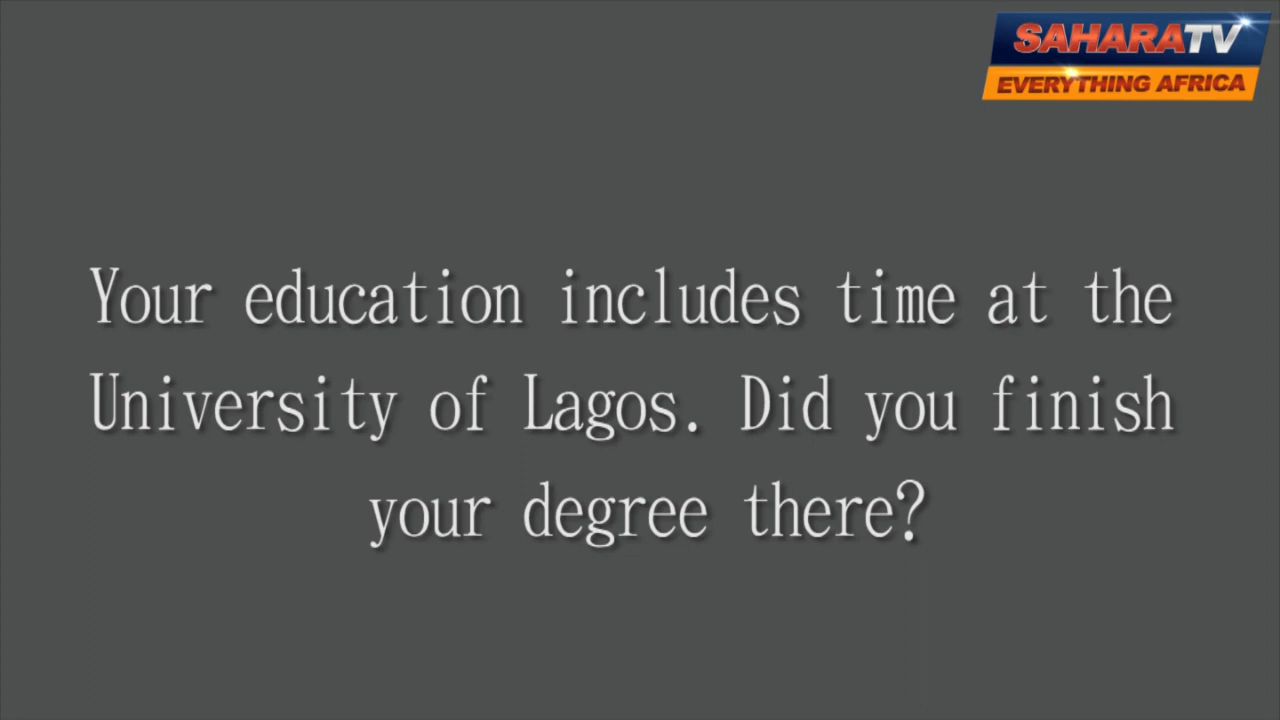 SAHARATV
EVERYTHING AFRICA
Your education includes time at the
University of Lagos. Did you finish
your degree there?